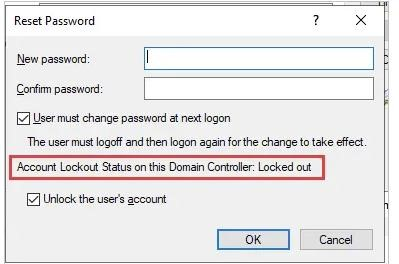 Reset Password ? ×
New password:
Confirm password:
User must change password at next logon
The user must logoff and then logon again for the change to take effect.
Account Lockout Status on this Domain Controller: Locked out
Unlock the user's account
OK Cancel